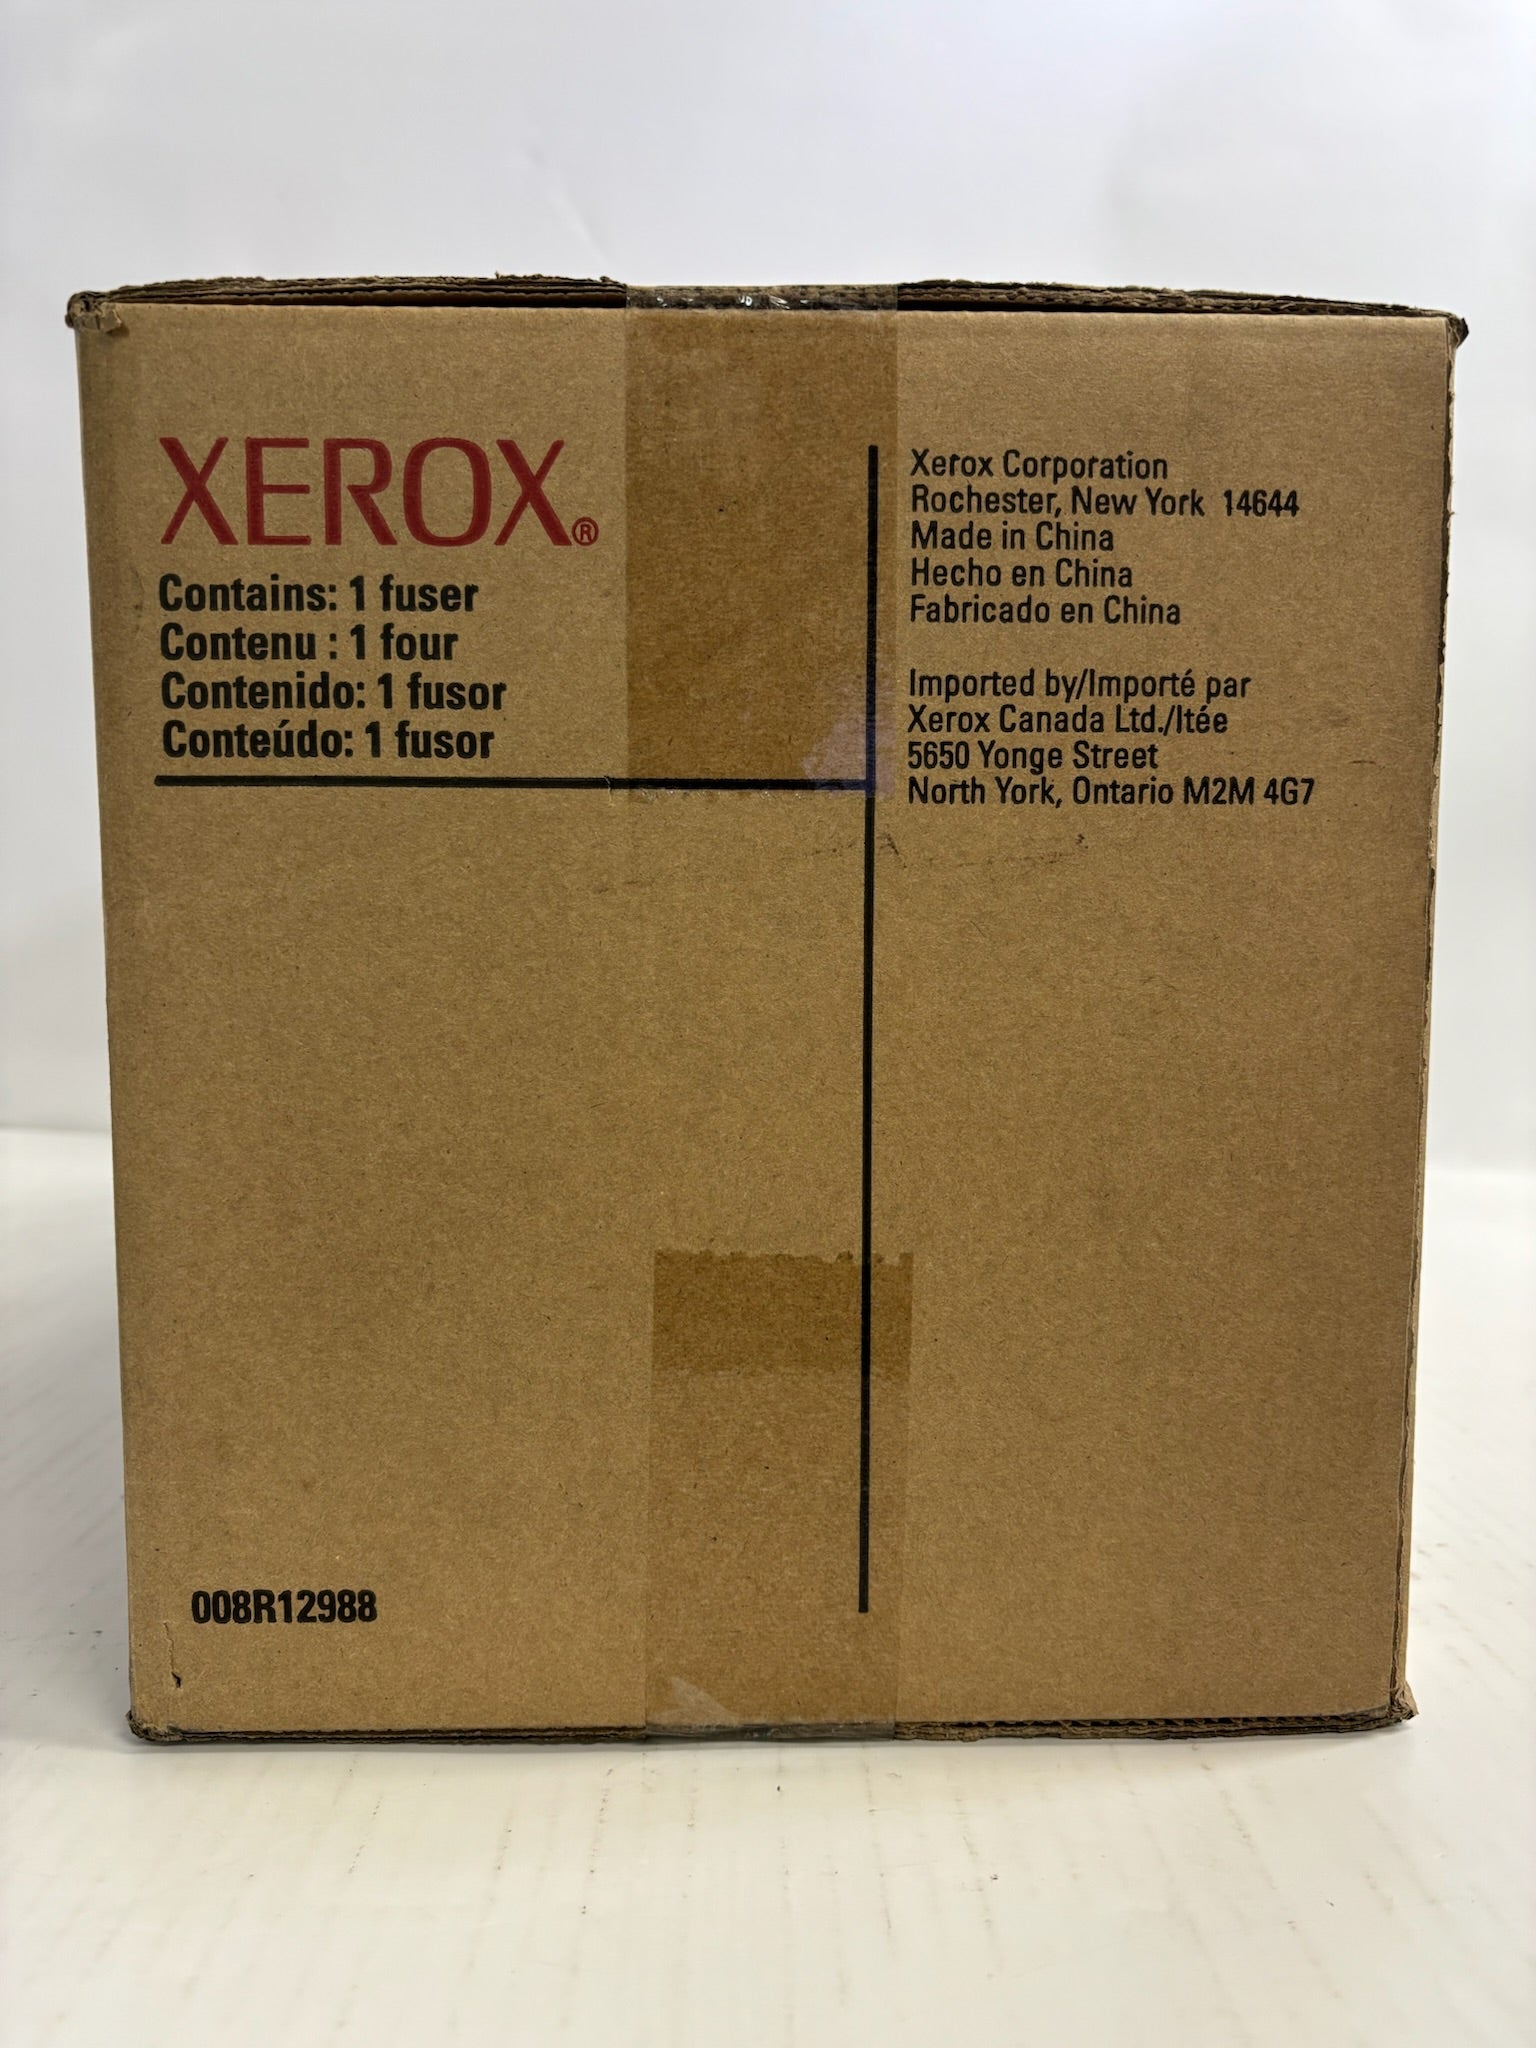 XEROX®
Contains: 1 fuser
Contenu : 1 four
Contenido: 1 fusor
Conteúdo: 1 fusor
Xerox Corporation
Rochester, New York 14644
Made in China
Hecho en China
Fabricado en China
Imported by/Importé par
Xerox Canada Ltd./ltée
5650 Yonge Street
North York, Ontario M2M 4G7
008R12988